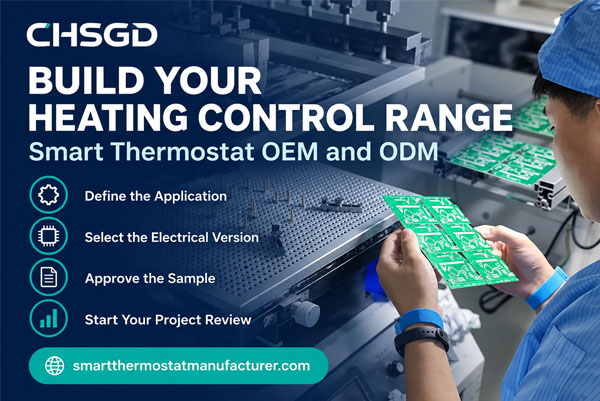 CHSGD
BUILD YOUR
HEATING CONTROL RANGE
Smart Thermostat OEM and ODM
Define the Application
Select the Electrical Version
Approve the Sample
Start Your Project Review
smartthermostatmanufacturer.com